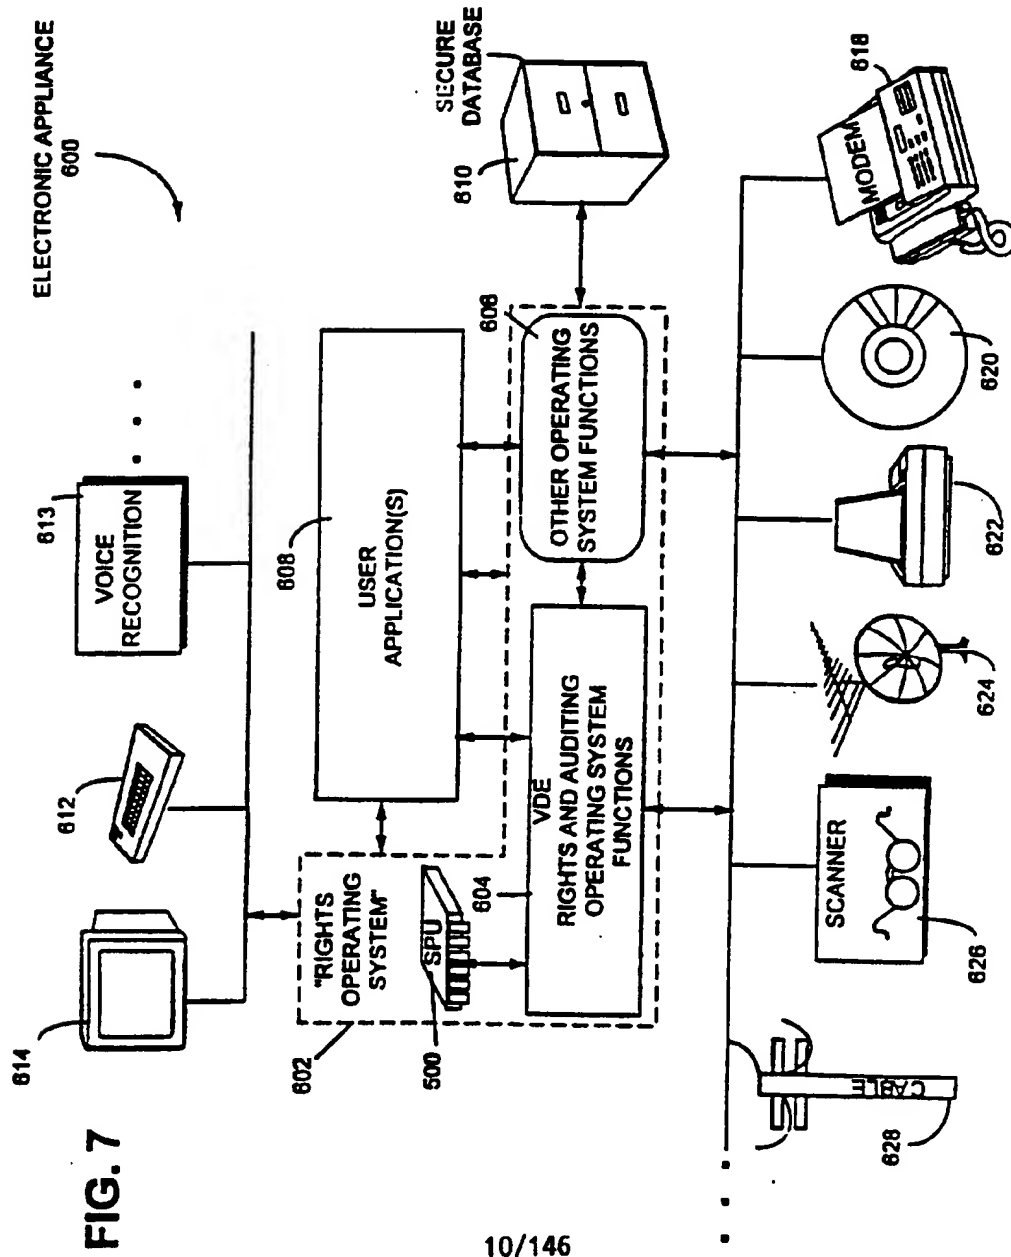 FIG. 7
ELECTRONIC APPLIANCE
600
614
612
613
VOICE
RECOGNITION
608
USER
APPLICATION(S)
602
"RIGHTS
OPERATING
SYSTEM"
SPU
500
604
VDE
RIGHTS AND AUDITING
OPERATING SYSTEM
FUNCTIONS
606
OTHER OPERATING
SYSTEM FUNCTIONS
610
SECURE
DATABASE
628
CABLE
SCANNER
626
624
622
620
MODEM
618
10/146